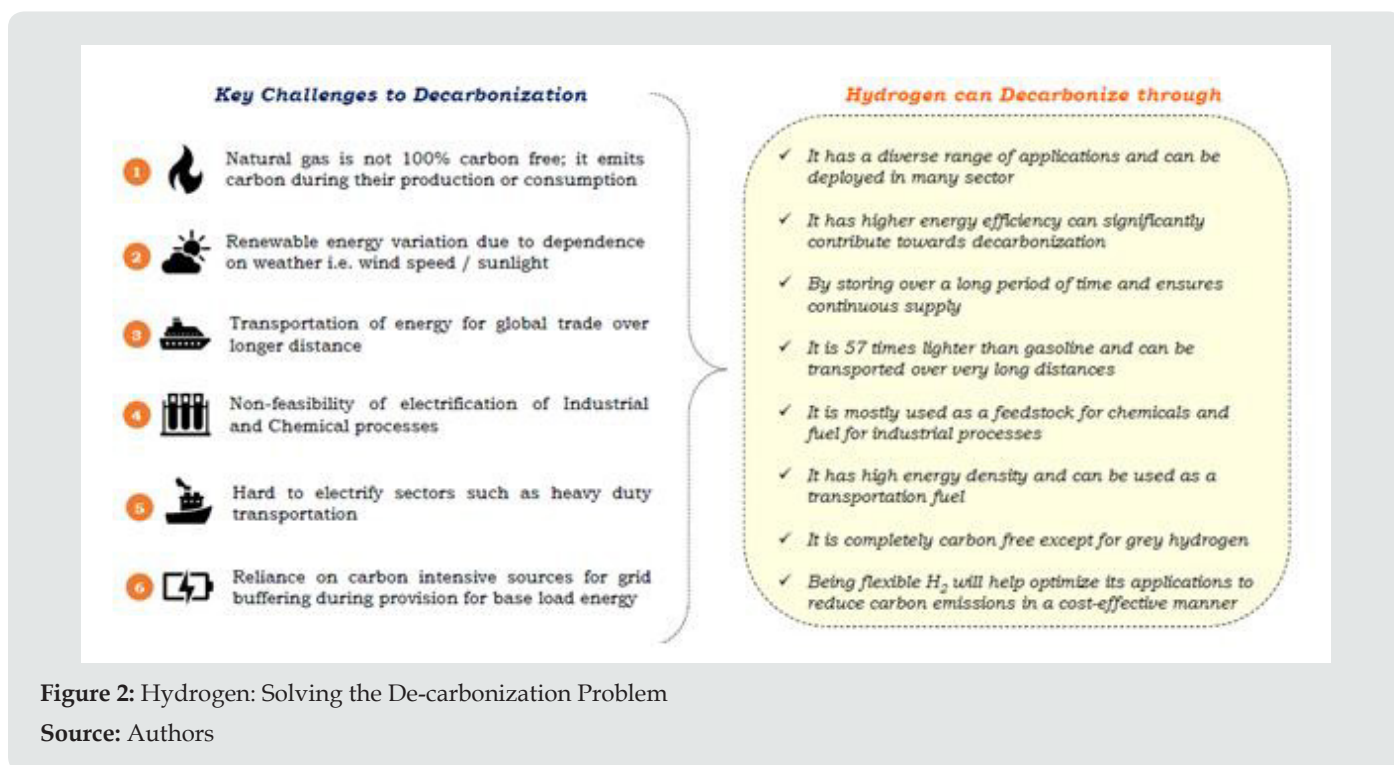 Key Challenges to Decarbonization
1
Natural gas is not 100% carbon free; it emits
carbon during their production or consumption
2
Renewable energy variation due to dependence
on weather i.e. wind speed / sunlight
3
Transportation of energy for global trade over
longer distance
4
Non-feasibility of electrification of Industrial
and Chemical processes
5
Hard to electrify sectors such as heavy duty
transportation
6
Reliance on carbon intensive sources for grid
buffering during provision for base load energy
Hydrogen can Decarbonize through
✓ It has a diverse range of applications and can be
deployed in many sector
✓ It has higher energy efficiency can significantly
contribute towards decarbonization
✓ By storing over a long period of time and ensures
continuous supply
✓ It is 57 times lighter than gasoline and can be
transported over very long distances
✓ It is mostly used as a feedstock for chemicals and
fuel for industrial processes
✓ It has high energy density and can be used as a
transportation fuel
✓ It is completely carbon free except for grey hydrogen
✓ Being flexible H₂ will help optimize its applications to
reduce carbon emissions in a cost-effective manner
Figure 2: Hydrogen: Solving the De-carbonization Problem
Source: Authors